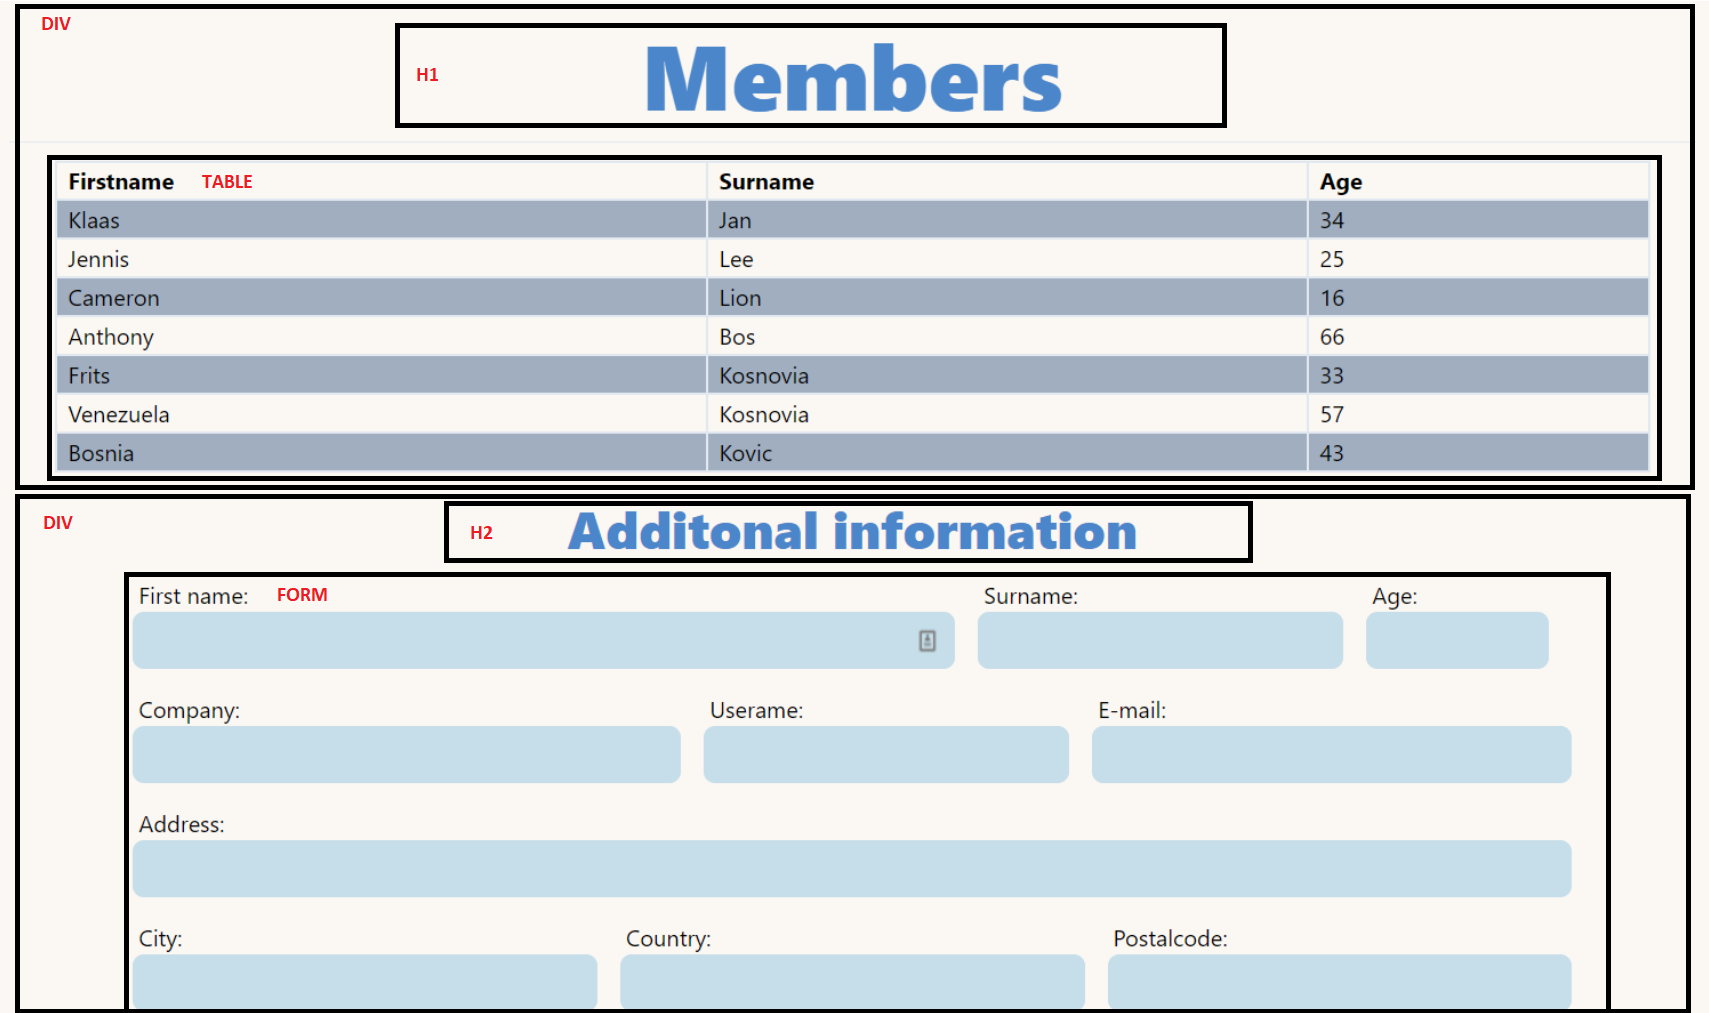 DIV
H1 Members
Firstname TABLE Surname Age
Klaas Jan 34
Jennis Lee 25
Cameron Lion 16
Anthony Bos 66
Frits Kosnovia 33
Venezuela Kosnovia 57
Bosnia Kovic 43
DIV
H2 Additonal information
First name: FORM Surname: Age:
Company: Userame: E-mail:
Address:
City: Country: Postalcode: